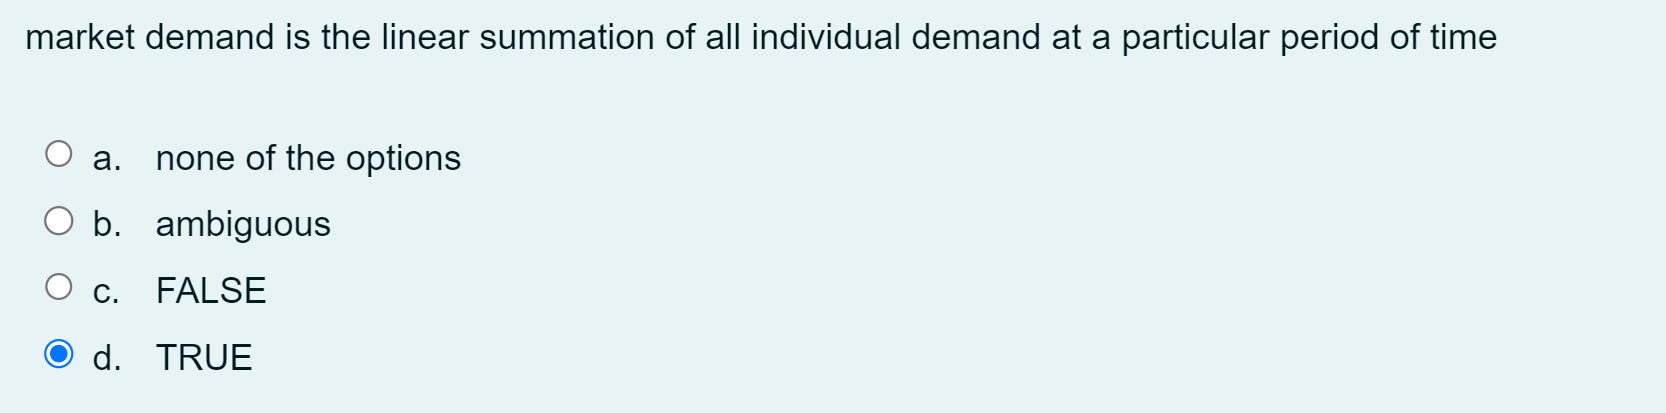 market demand is the linear summation of all individual demand at a particular period of time
a. none of the options
b. ambiguous
c. FALSE
d. TRUE